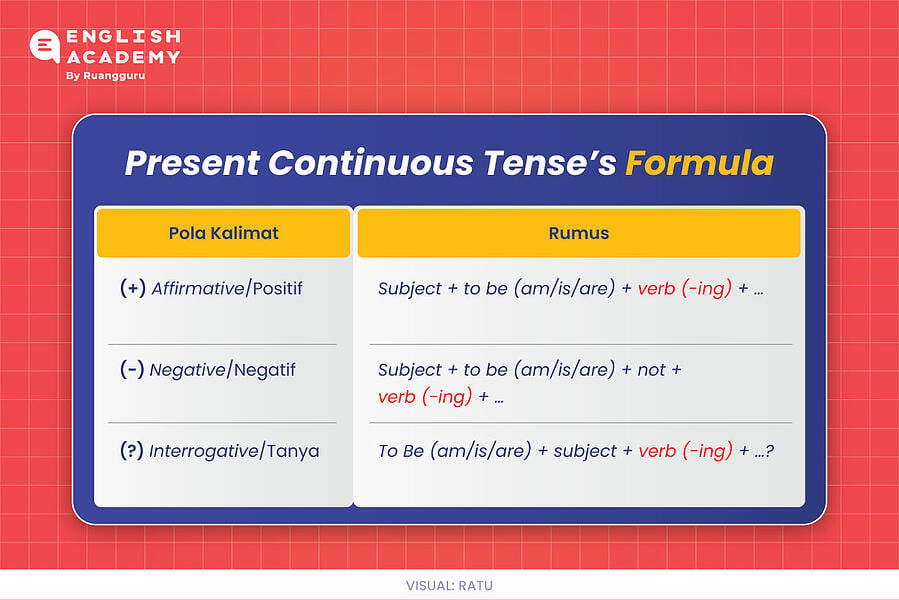 ENGLISH
ACADEMY
By Ruangguru
Present Continuous Tense’s Formula
Pola Kalimat
Rumus
(+) Affirmative/Positif
Subject + to be (am/is/are) + verb (-ing) + ...
(-) Negative/Negatif
Subject + to be (am/is/are) + not +
verb (-ing) + ...
(?) Interrogative/Tanya
To Be (am/is/are) + subject + verb (-ing) + ...?
VISUAL: RATU